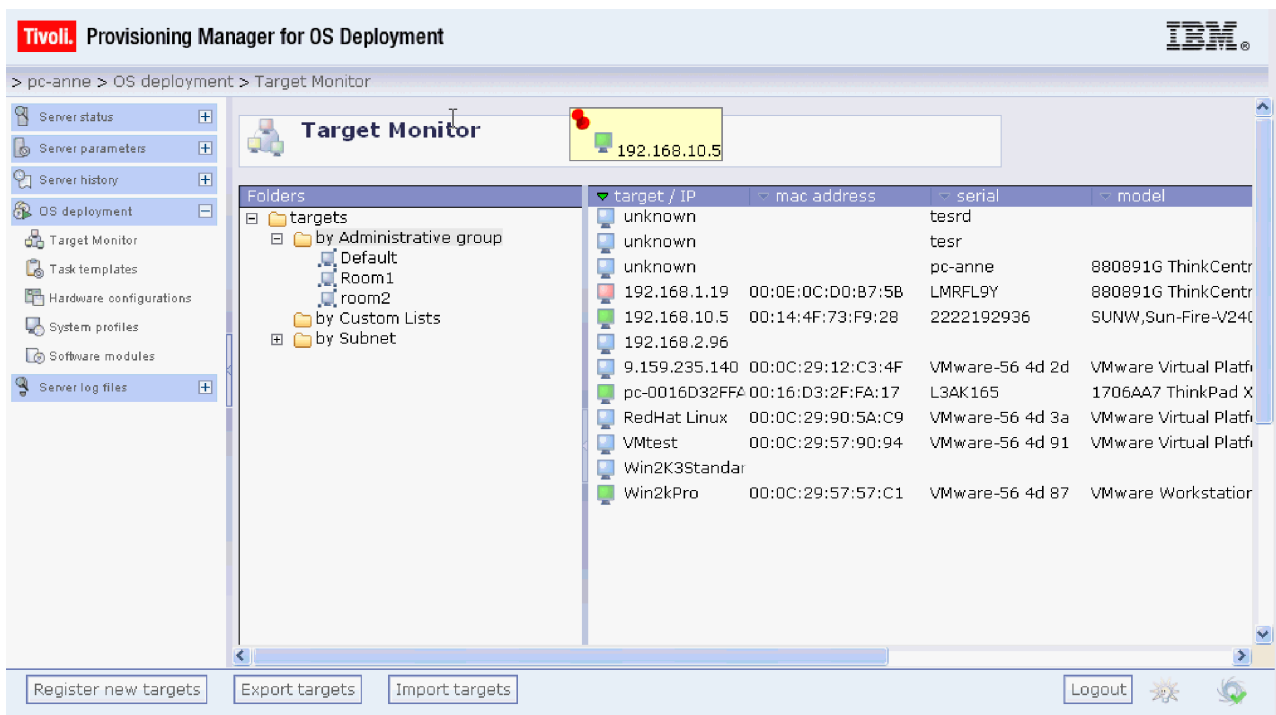 Tivoli. Provisioning Manager for OS Deployment
IBM®
> pc-anne > OS deployment > Target Monitor
Server status
Server parameters
Server history
OS deployment
Target Monitor
Task templates
Hardware configurations
System profiles
Software modules
Server log files
Target Monitor
192.168.10.5
Folders
targets
by Administrative group
Default
Room1
room2
by Custom Lists
by Subnet
target / IP mac address serial model
unknown tesrd
unknown tesr
unknown pc-anne 880891G ThinkCentr
192.168.1.19 00:0E:0C:D0:B7:5B LMRFL9Y 880891G ThinkCentr
192.168.10.5 00:14:4F:73:F9:28 2222192936 SUNW,Sun-Fire-V240
192.168.2.96
9.159.235.140 00:0C:29:12:C3:4F VMware-56 4d 2d VMware Virtual Platf
pc-0016D32FFA 00:16:D3:2F:FA:17 L3AK165 1706AA7 ThinkPad X
RedHat Linux 00:0C:29:90:5A:C9 VMware-56 4d 3a VMware Virtual Platf
VMtest 00:0C:29:57:90:94 VMware-56 4d 91 VMware Virtual Platf
Win2K3Standar
Win2kPro 00:0C:29:57:57:C1 VMware-56 4d 87 VMware Workstation
Register new targets Export targets Import targets Logout